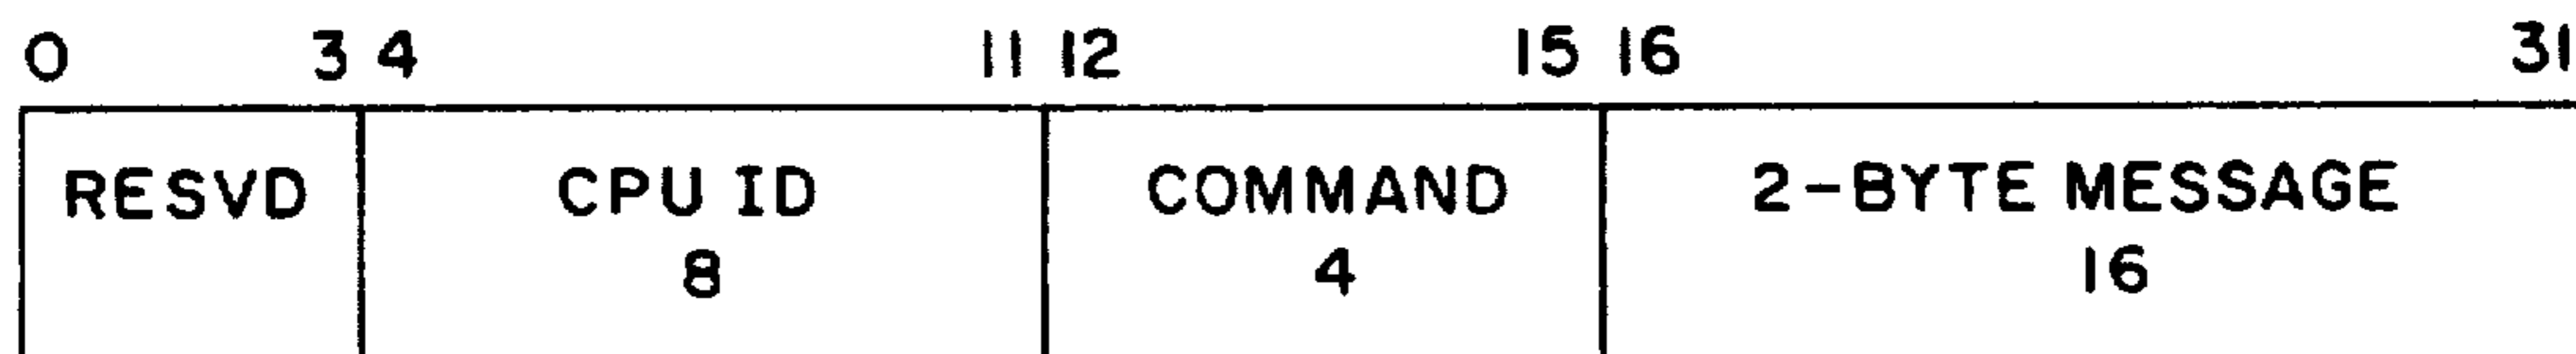 0 3 4 11 12 15 16 31
RESVD CPU ID COMMAND 2-BYTE MESSAGE
8 4 16